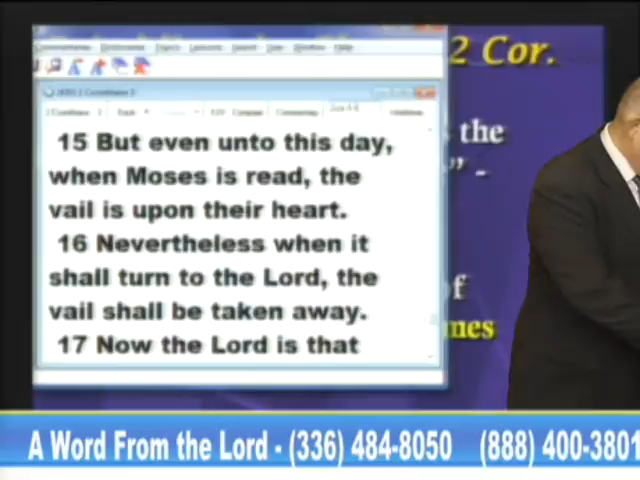 2 Cor.
the
” -
of
mes
15 But even unto this day,
when Moses is read, the
vail is upon their heart.
16 Nevertheless when it
shall turn to the Lord, the
vail shall be taken away.
17 Now the Lord is that
A Word From the Lord - (336) 484-8050 (888) 400-3801